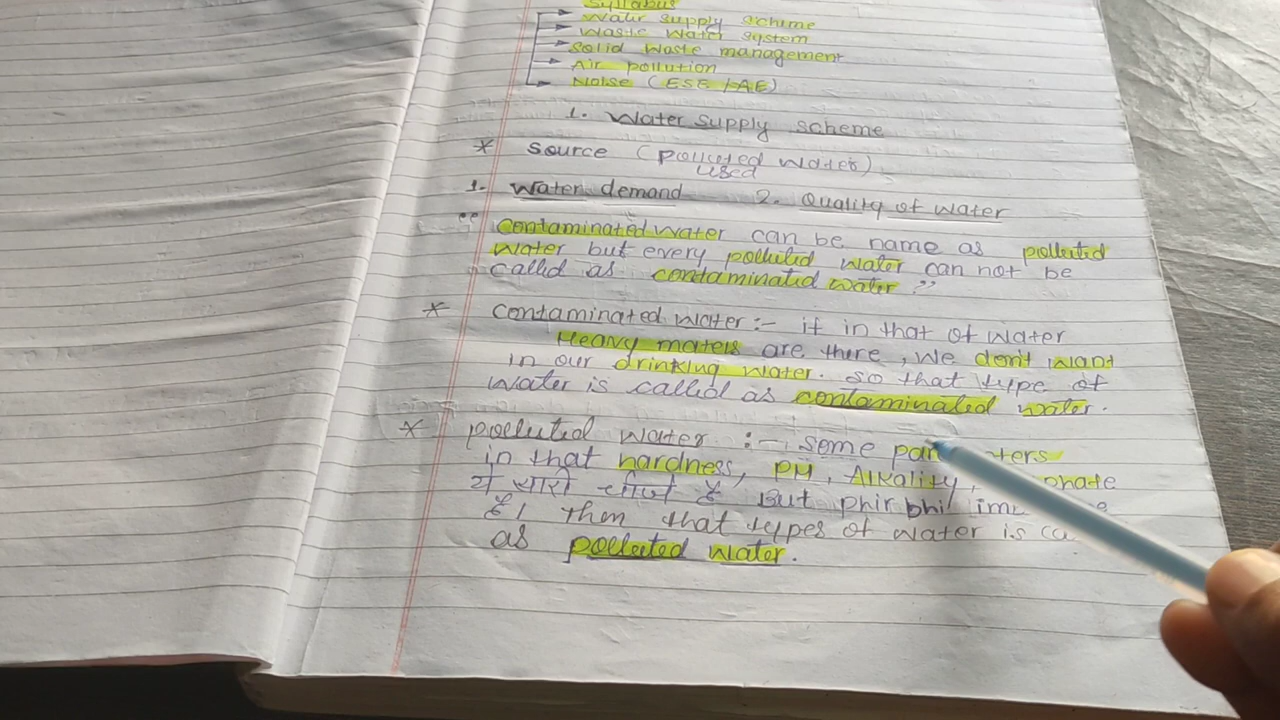 Syllabus
Water supply scheme
Waste Water system
Solid Waste management
Air pollution
Noise (ESE / AE)
1. Water supply scheme
* Source (polluted water)
used
1. Water demand 2. Quality of water
" Contaminated water can be name as polluted
water but every polluted water can not be
called as contaminated water "
* Contaminated water :- if in that of water
Heavy maters are there, we don't want
in our drinking water. so that type of
water is called as contaminated water.
* Polluted water :- some
in that hardness, PH, Alkality,
ये सारी है But phir bhi
है। then that types of water is
as polluted water.